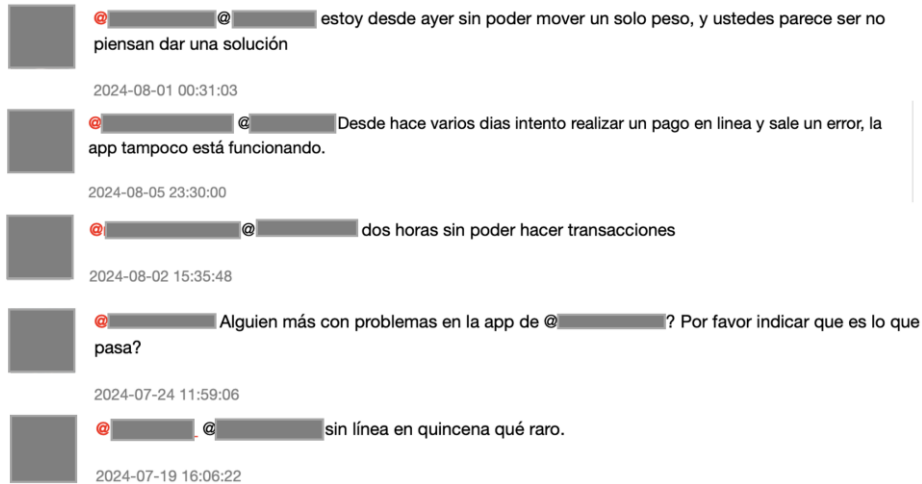 @ @ estoy desde ayer sin poder mover un solo peso, y ustedes parece ser no
piensan dar una solución
2024-08-01 00:31:03
@ @ Desde hace varios dias intento realizar un pago en linea y sale un error, la
app tampoco está funcionando.
2024-08-05 23:30:00
@ @ dos horas sin poder hacer transacciones
2024-08-02 15:35:48
@ Alguien más con problemas en la app de @ ? Por favor indicar que es lo que
pasa?
2024-07-24 11:59:06
@ @ sin línea en quincena qué raro.
2024-07-19 16:06:22